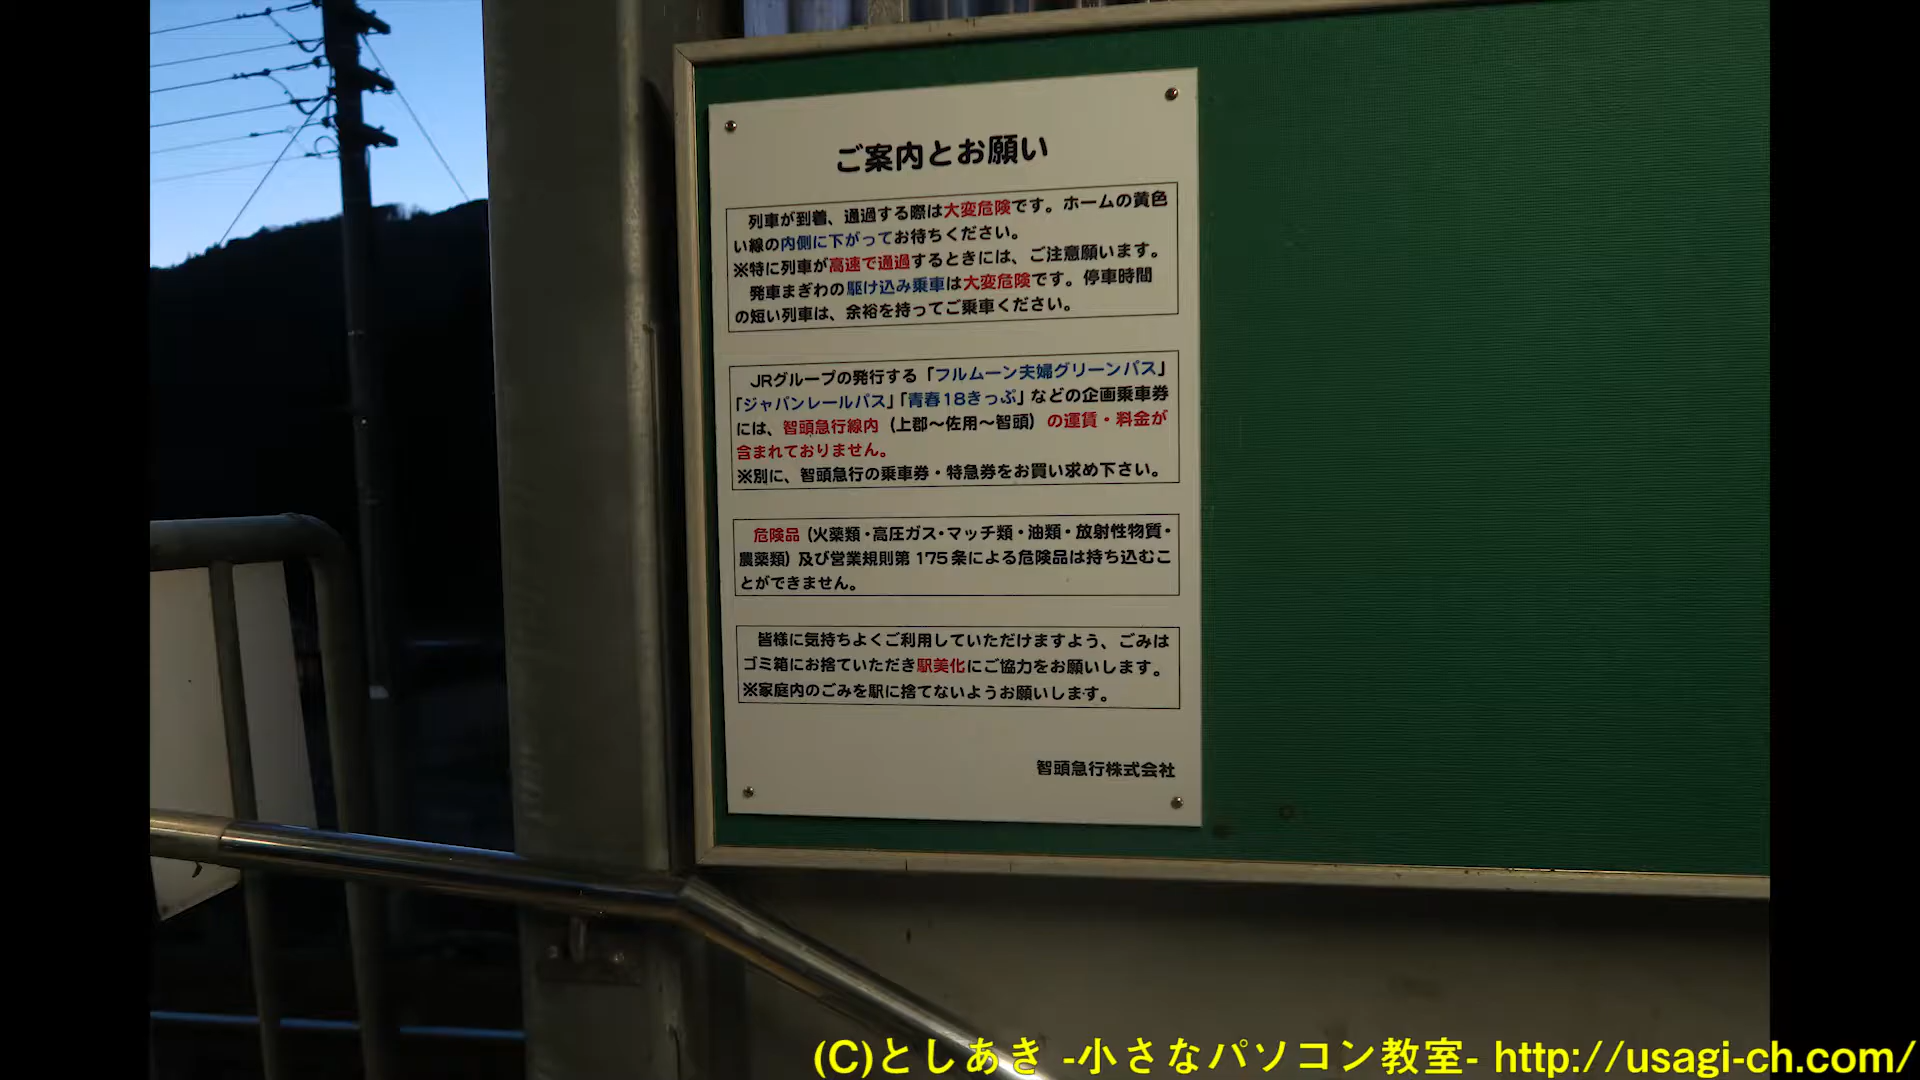 ご案内とお願い
列車が到着、通過する際は大変危険です。ホームの黄色
い線の内側に下がってお待ちください。
※特に列車が高速で通過するときには、ご注意願います。
発車まぎわの駆け込み乗車は大変危険です。停車時間
の短い列車は、余裕を持ってご乗車ください。
JRグループの発行する「フルムーン夫婦グリーンパス」
「ジャパンレールパス」「青春18きっぷ」などの企画乗車券
には、智頭急行線内（上郡～佐用～智頭）の運賃・料金が
含まれておりません。
※別に、智頭急行の乗車券・特急券をお買い求め下さい。
危険品（火薬類・高圧ガス・マッチ類・油類・放射性物質・
農薬類）及び営業規則第175条による危険品は持ち込むこ
とができません。
皆様に気持ちよくご利用していただけますよう、ごみは
ゴミ箱にお捨ていただき駅美化にご協力をお願いします。
※家庭内のごみを駅に捨てないようお願いします。
智頭急行株式会社
(C)としあき -小さなパソコン教室- http://usagi-ch.com/